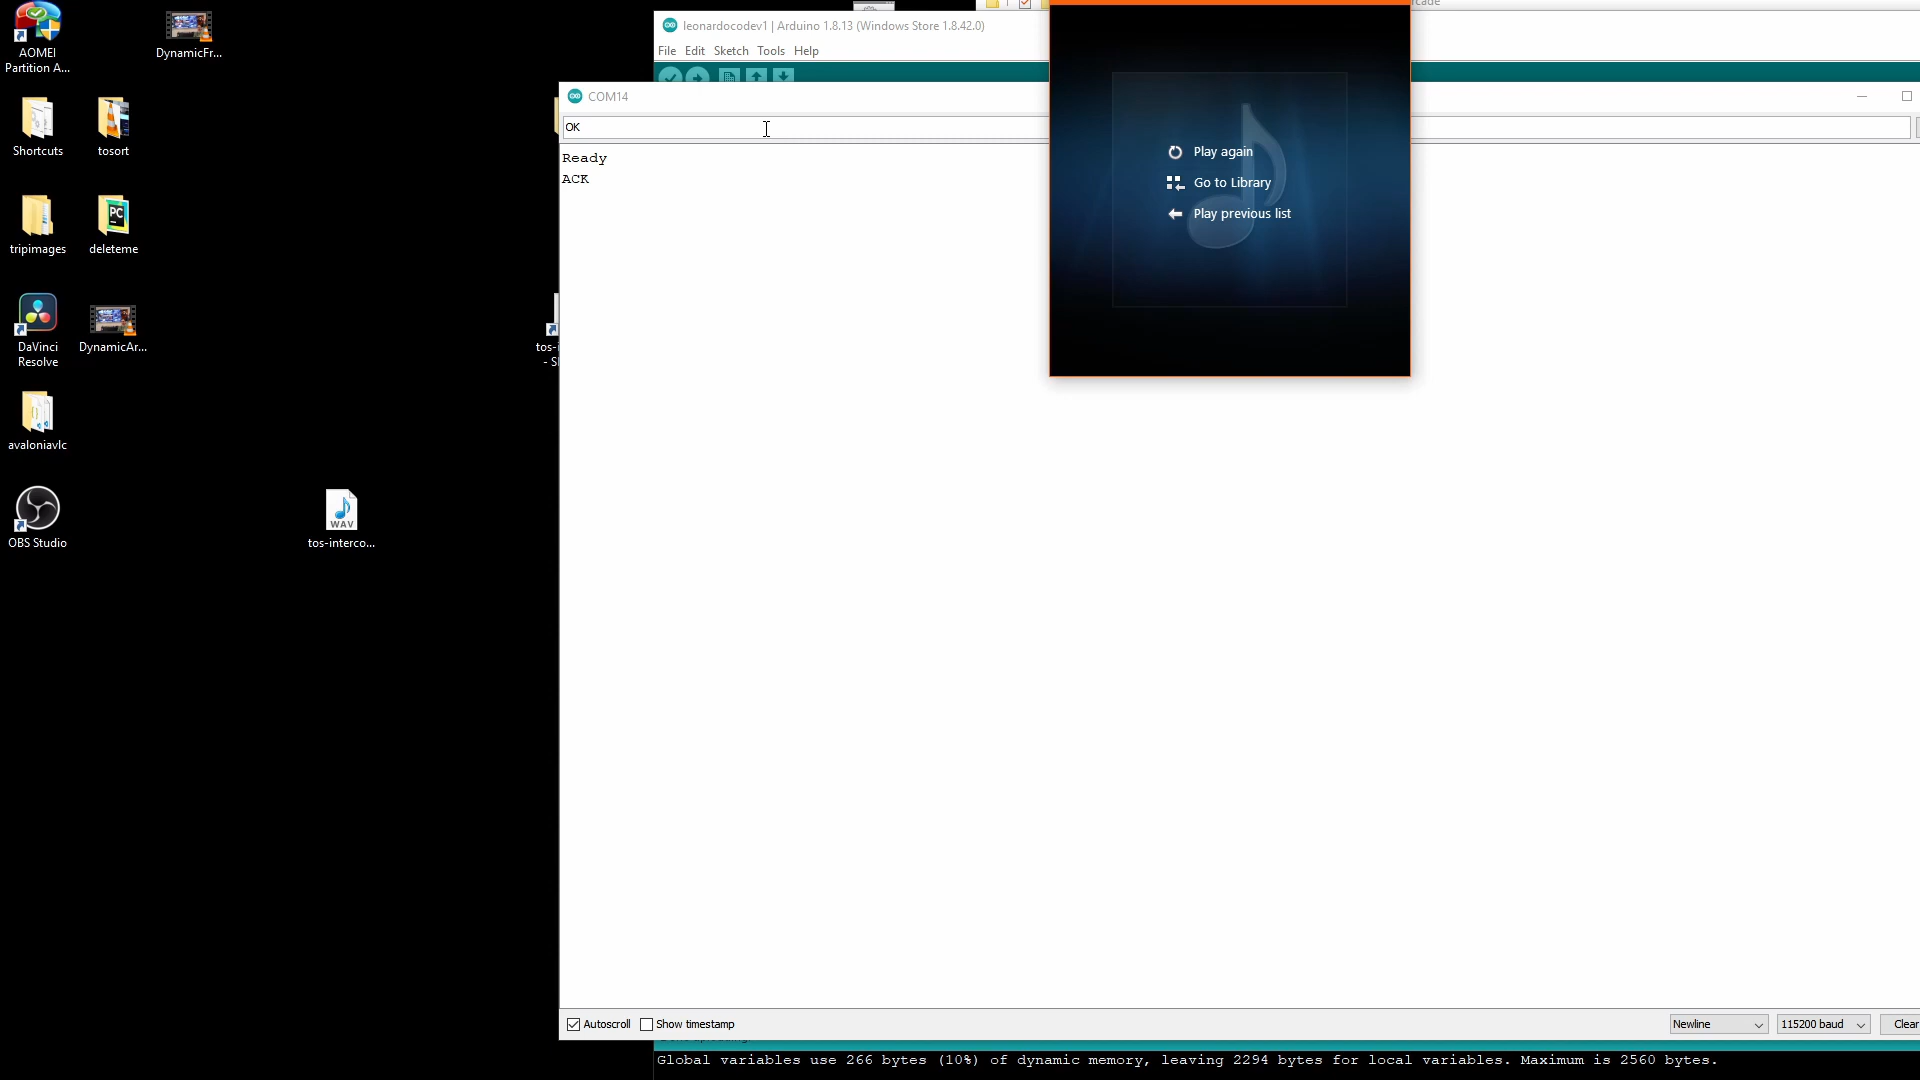 AOMEI
Partition A...
DynamicFr...
Shortcuts
tosort
tripimages
PC
deleteme
DaVinci
Resolve
DynamicAr...
avaloniavlc
OBS Studio
WAV
tos-interco...
leonardocodev1 | Arduino 1.8.13 (Windows Store 1.8.42.0)
File Edit Sketch Tools Help
COM14
OK
Ready
ACK
Play again
Go to Library
Play previous list
Autoscroll
Show timestamp
Newline
115200 baud
Clear
Global variables use 266 bytes (10%) of dynamic memory, leaving 2294 bytes for local variables. Maximum is 2560 bytes.